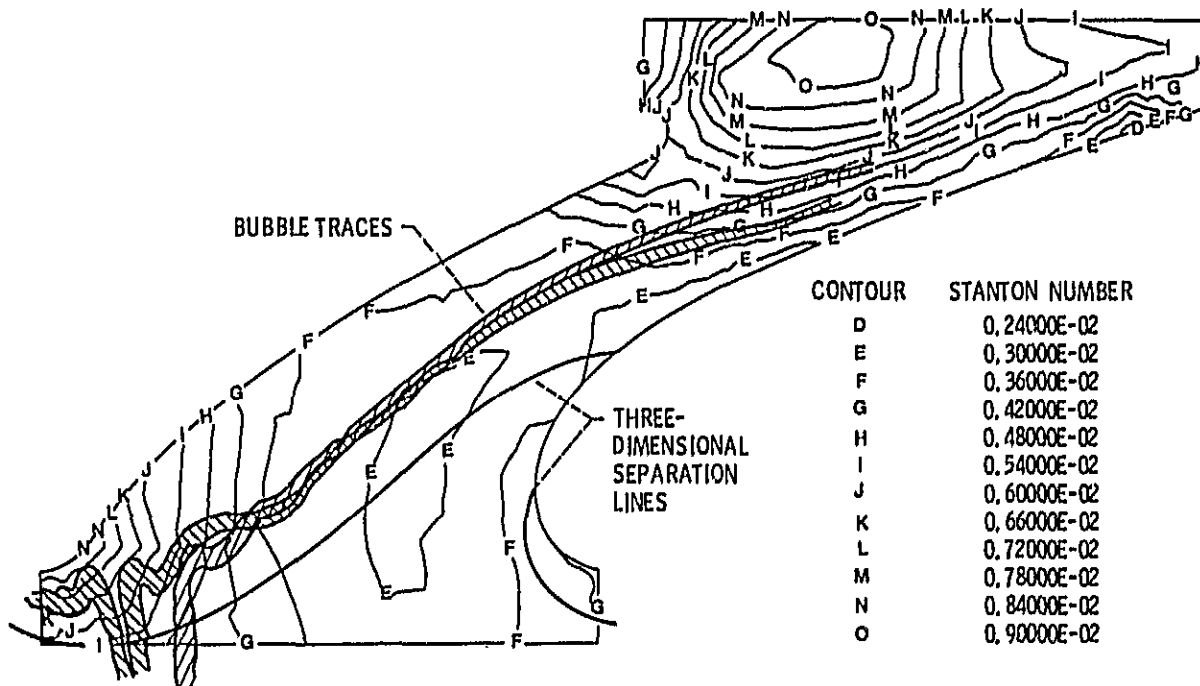 M N O N M L K J I
G L K O I I H
H J J N N J I H G
M M G E F G
J L L K J I H F D E
K K J G
J J H
I I G F
BUBBLE TRACES H H G F
G G F E
F F E
E
F
F
G
H
I
J
K
L
N
N
E
E
E
E
F
F
G
K
J
I G F
THREE-
DIMENSIONAL
SEPARATION
LINES
CONTOUR STANTON NUMBER
D 0.24000E-02
E 0.30000E-02
F 0.36000E-02
G 0.42000E-02
H 0.48000E-02
I 0.54000E-02
J 0.60000E-02
K 0.66000E-02
L 0.72000E-02
M 0.78000E-02
N 0.84000E-02
O 0.90000E-02